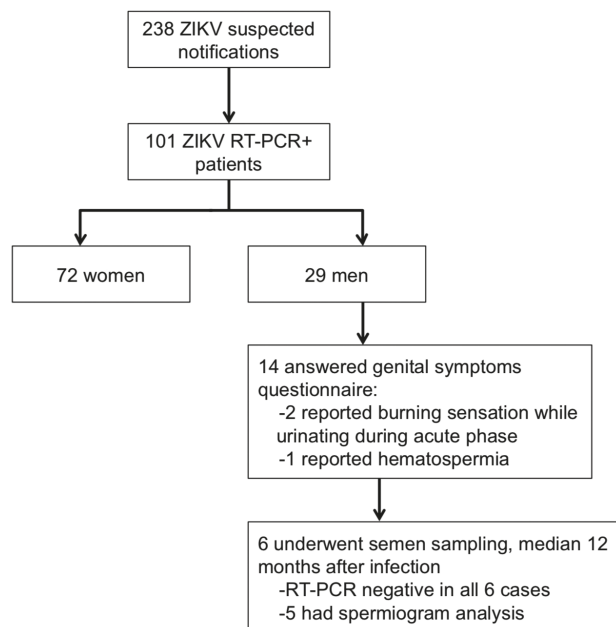 238 ZIKV suspected
notifications
101 ZIKV RT-PCR+
patients
72 women
29 men
14 answered genital symptoms
questionnaire:
-2 reported burning sensation while
urinating during acute phase
-1 reported hematospermia
6 underwent semen sampling, median 12
months after infection
-RT-PCR negative in all 6 cases
-5 had spermiogram analysis